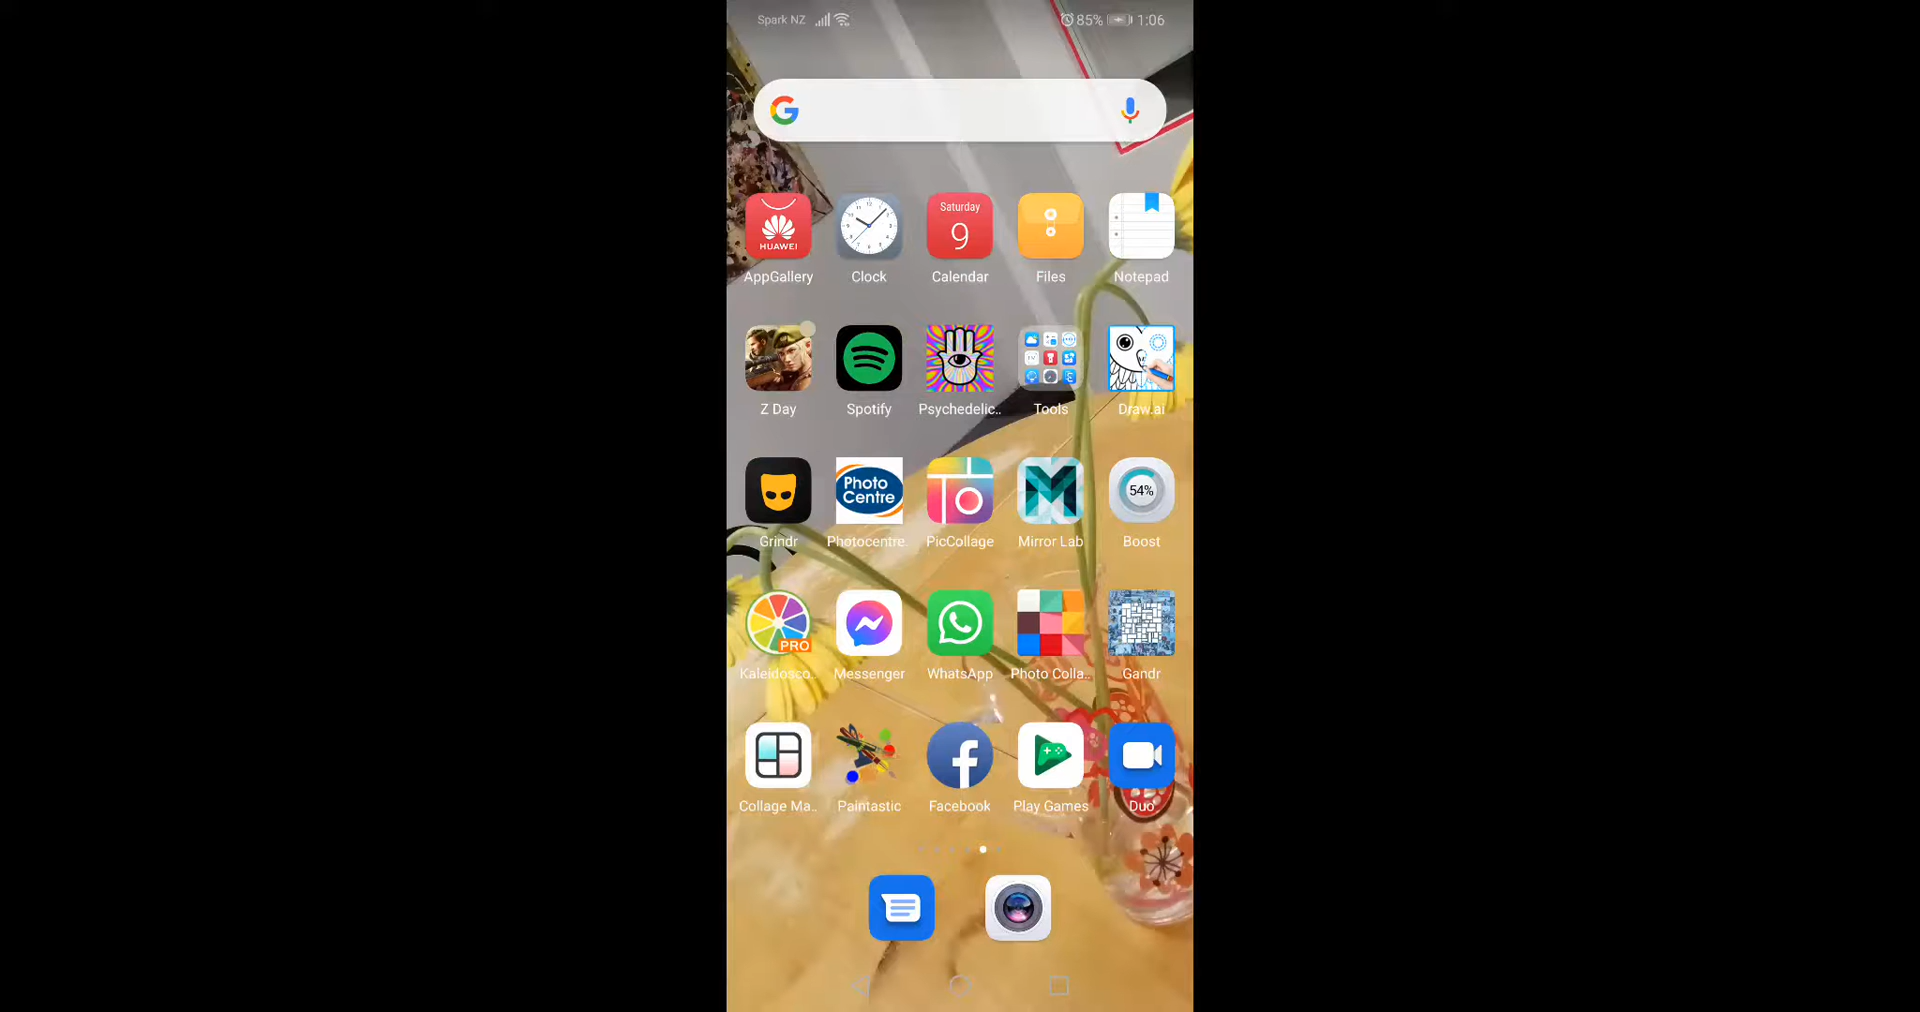 Spark NZ 85% 1:06
HUAWEI
Saturday
9
AppGallery Clock Calendar Files Notepad
Z Day Spotify Psychedelic.. Tools Draw.ai
Photo
Centre
54%
Grindr Photocentre PicCollage Mirror Lab Boost
PRO
Kaleidosco.. Messenger WhatsApp Photo Colla.. Gandr
Collage Ma.. Paintastic Facebook Play Games Duo